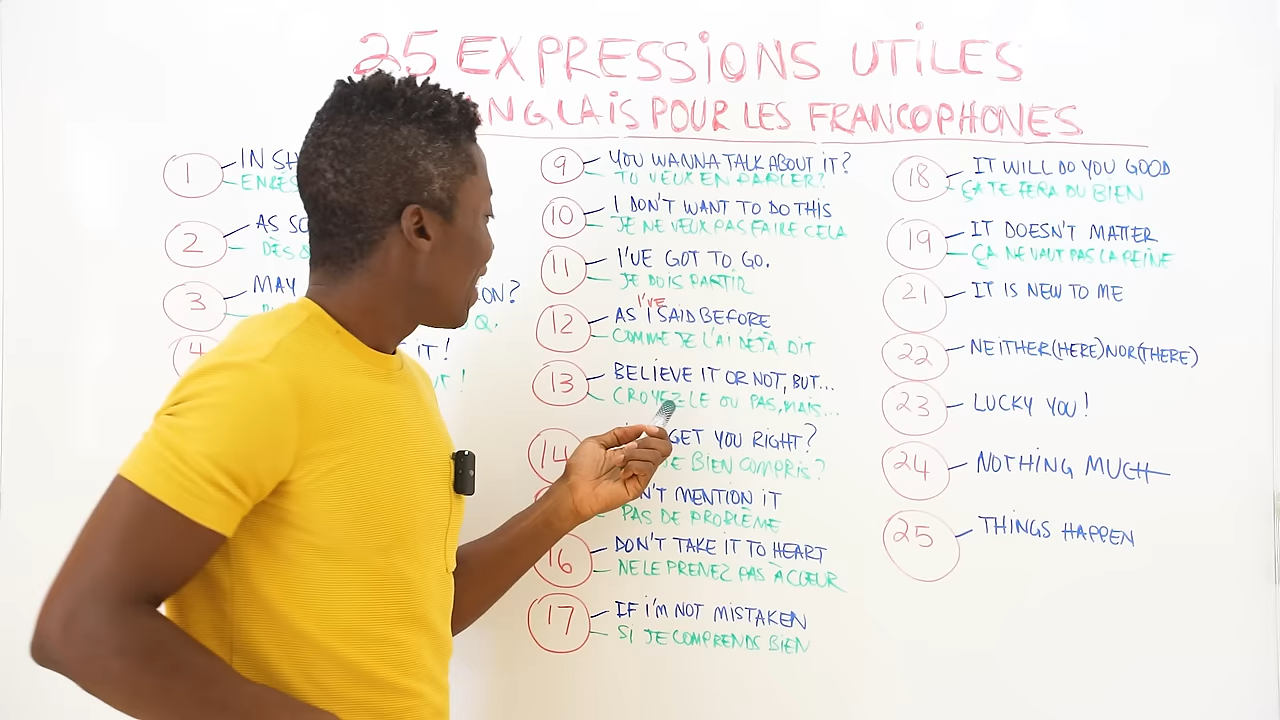 25 EXPRESSIONS UTILES
ANGLAIS POUR LES FRANCOPHONES
1 IN SH
ENRÉS
2 AS SO
DÈS
3 MAY ON?
Q.
4 IT!
!
9 YOU WANNA TALK ABOUT IT?
TU VEUX EN PARLER?
10 I DON'T WANT TO DO THIS
JE NE VEUX PAS FAIRE CELA
11 I'VE GOT TO GO.
JE DOIS PARTIR
12 AS I'VE SAID BEFORE
COMME JE L'AI DÉJÀ DIT
13 BELIEVE IT OR NOT, BUT...
CROYEZ-LE OU PAS, MAIS...
14 GET YOU RIGHT?
BIEN COMPRIS?
N'T MENTION IT
PAS DE PROBLÈME
16 DON'T TAKE IT TO HEART
NE LE PRENEZ PAS À CŒUR
17 IF I'M NOT MISTAKEN
SI JE COMPRENDS BIEN
18 IT WILL DO YOU GOOD
ÇA TE FERA DU BIEN
19 IT DOESN'T MATTER
ÇA NE VAUT PAS LA PEINE
21 IT IS NEW TO ME
22 NEITHER (HERE) NOR (THERE)
23 LUCKY YOU!
24 NOTHING MUCH
25 THINGS HAPPEN